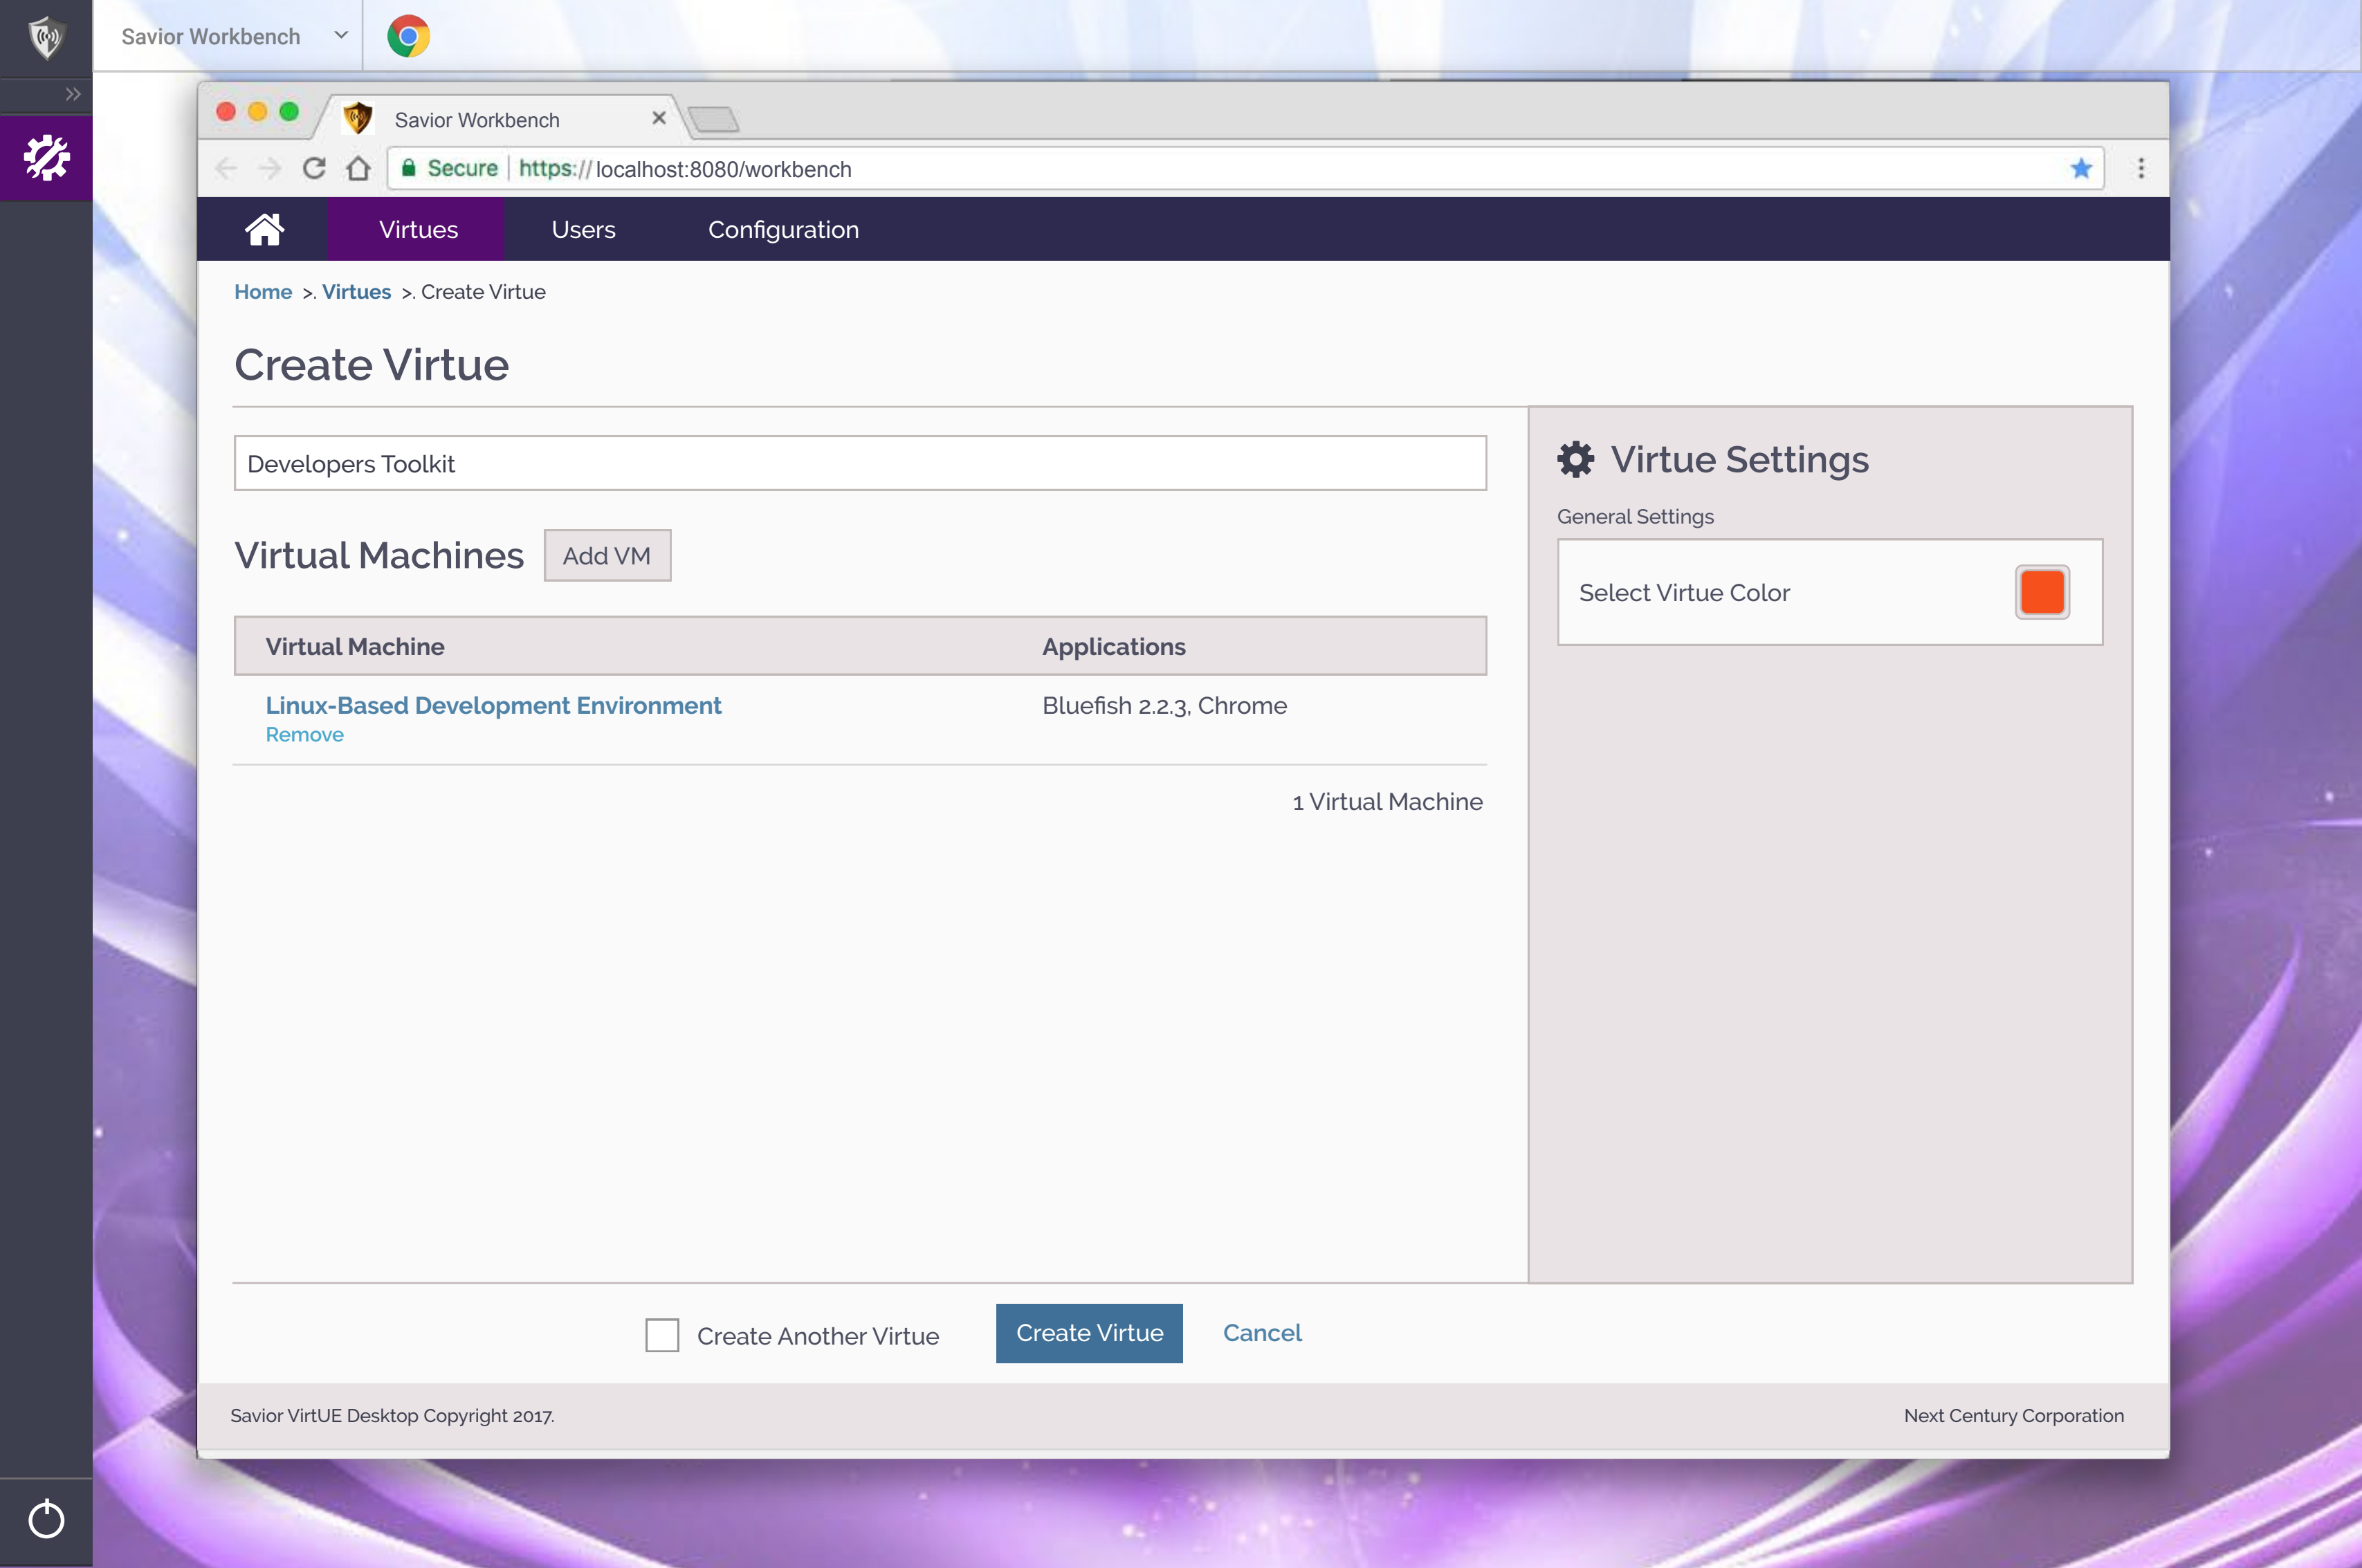 Savior Workbench
Savior Workbench
Secure https://localhost:8080/workbench
Virtues Users Configuration
Home >. Virtues >. Create Virtue
Create Virtue
Developers Toolkit
Virtual Machines Add VM
Virtual Machine Applications
Linux-Based Development Environment Bluefish 2.2.3, Chrome
Remove
1 Virtual Machine
Virtue Settings
General Settings
Select Virtue Color
Create Another Virtue Create Virtue Cancel
Savior VirtUE Desktop Copyright 2017. Next Century Corporation